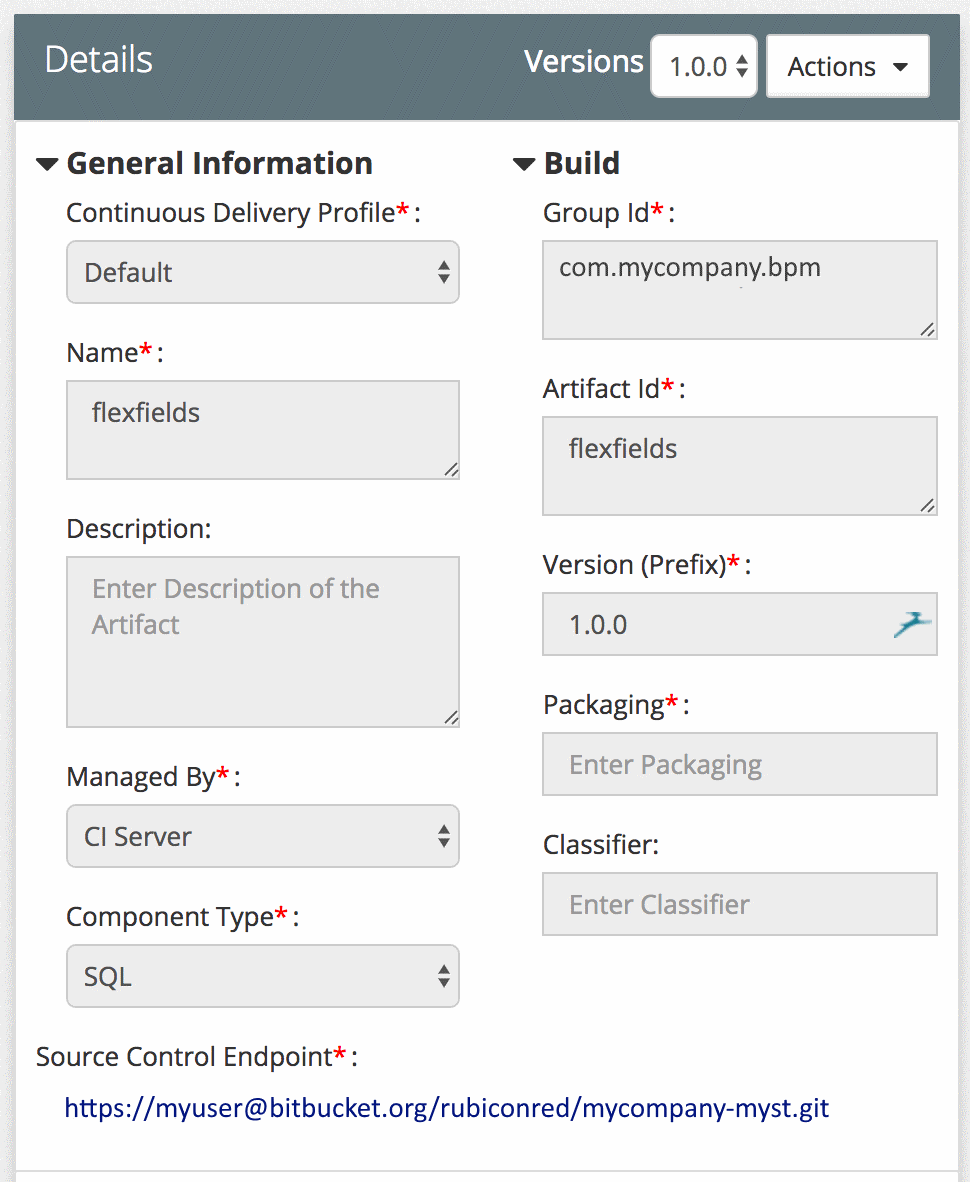 Details
Versions 1.0.0 Actions
General Information
Continuous Delivery Profile*:
Default
Name*:
flexfields
Description:
Enter Description of the
Artifact
Managed By*:
CI Server
Component Type*:
SQL
Build
Group Id*:
com.mycompany.bpm
Artifact Id*:
flexfields
Version (Prefix)*:
1.0.0
Packaging*:
Enter Packaging
Classifier:
Enter Classifier
Source Control Endpoint*:
https://myuser@bitbucket.org/rubiconred/mycompany-myst.git